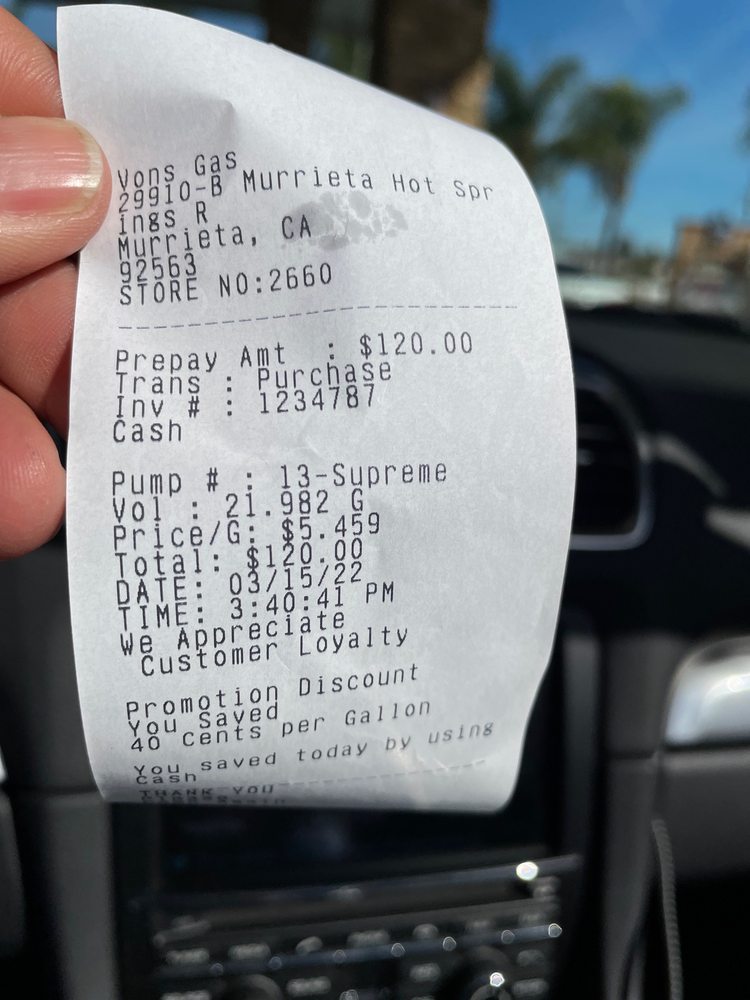 Vons Gas
29910-B Murrieta Hot Spr
ings R
Murrieta, CA
92563
STORE NO:2660
Prepay Amt : $120.00
Trans : Purchase
Inv # : 1234787
Cash
Pump # : 13-Supreme
Vol : 21.982 G
Price/G: $5.459
Total: $120.00
DATE: 03/15/22
TIME: 3:40:41 PM
We Appreciate
Customer Loyalty
Promotion Discount
You Saved
40 cents per Gallon
You saved today by using
Cash
THANK YOU